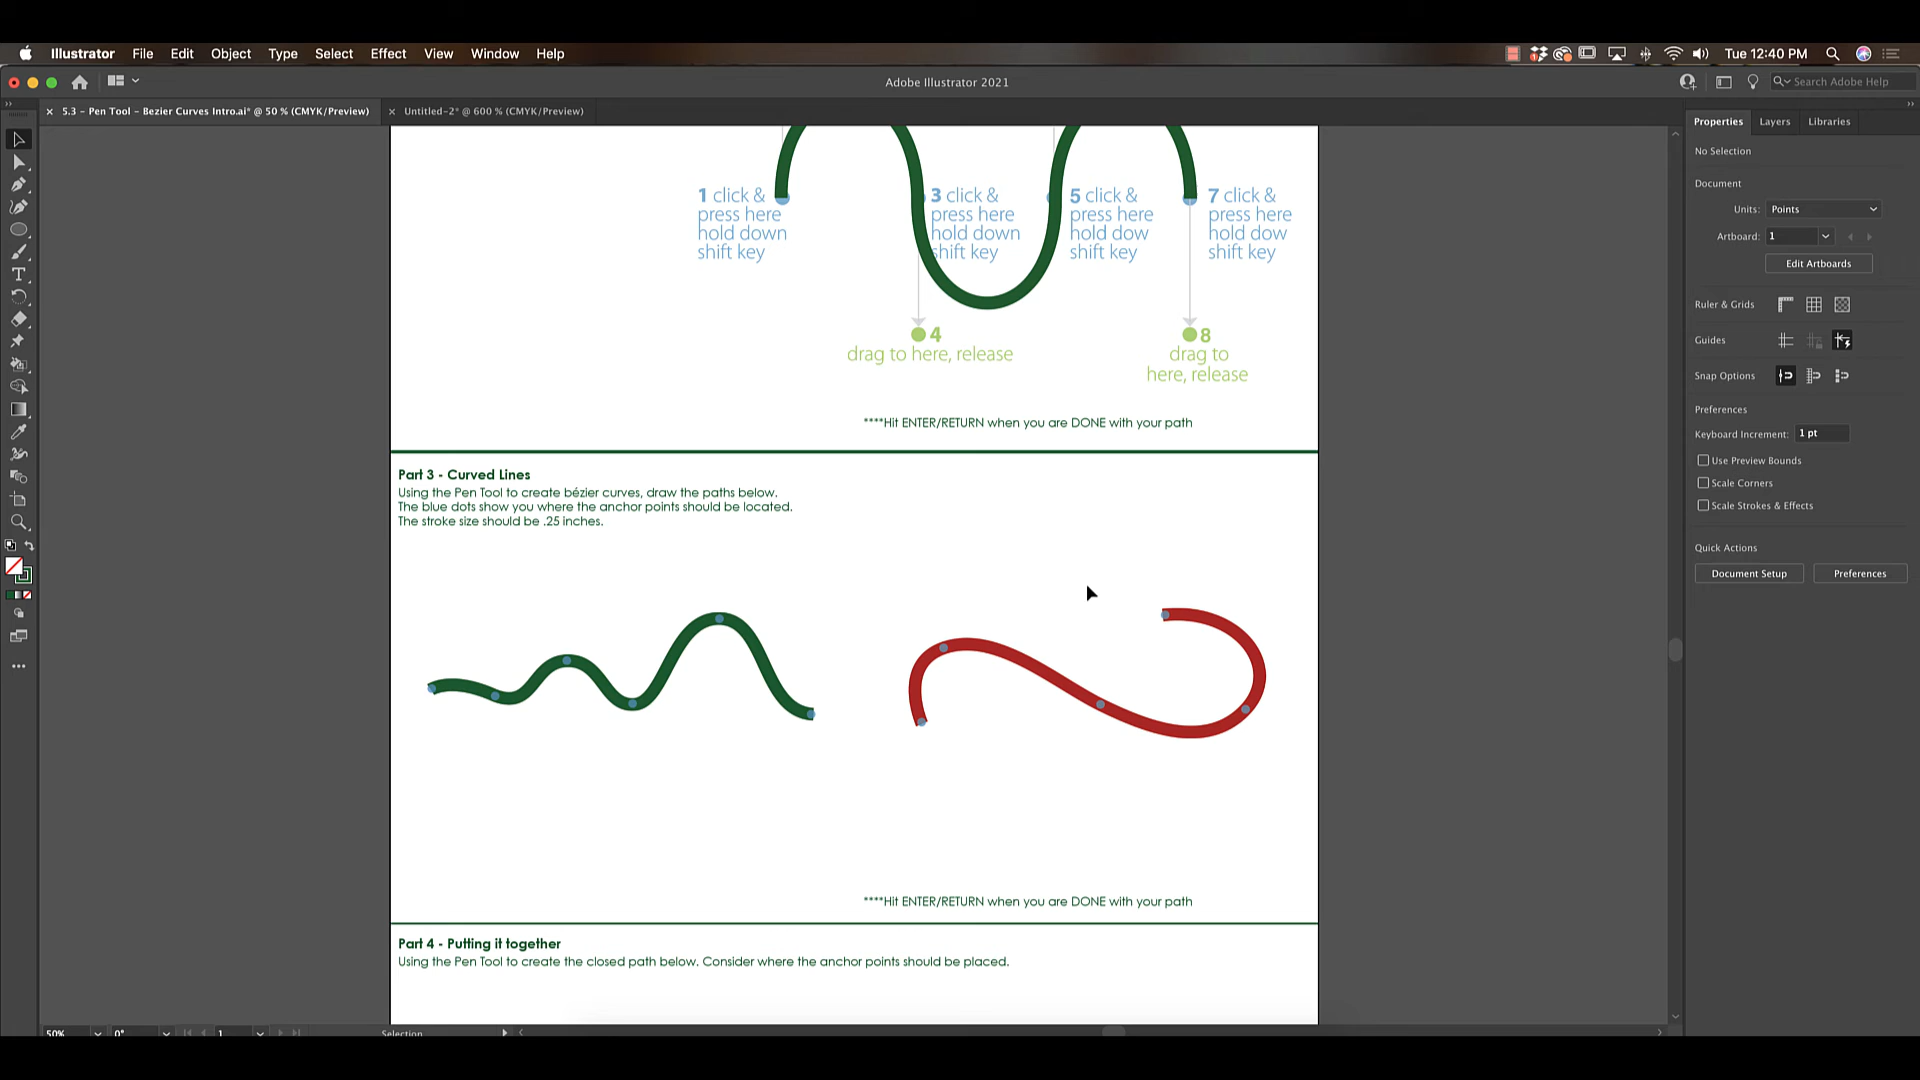 Illustrator File Edit Object Type Select Effect View Window Help
Tue 12:40 PM
Adobe Illustrator 2021
Search Adobe Help
5.3 - Pen Tool - Bezier Curves Intro.ai* @ 50 % (CMYK/Preview)
Untitled-2* @ 600 % (CMYK/Preview)
Properties Layers Libraries
No Selection
Document
Units: Points
Artboard: 1
Edit Artboards
Ruler & Grids
Guides
Snap Options
Preferences
Keyboard Increment: 1 pt
Use Preview Bounds
Scale Corners
Scale Strokes & Effects
Quick Actions
Document Setup Preferences
1 click &
press here
hold down
shift key
3 click &
press here
hold down
shift key
5 click &
press here
hold dow
shift key
7 click &
press here
hold dow
shift key
4
drag to here, release
8
drag to
here, release
****Hit ENTER/RETURN when you are DONE with your path
Part 3 - Curved Lines
Using the Pen Tool to create bézier curves, draw the paths below.
The blue dots show you where the anchor points should be located.
The stroke size should be .25 inches.
****Hit ENTER/RETURN when you are DONE with your path
Part 4 - Putting it together
Using the Pen Tool to create the closed path below. Consider where the anchor points should be placed.
50% 0° 1 Selection